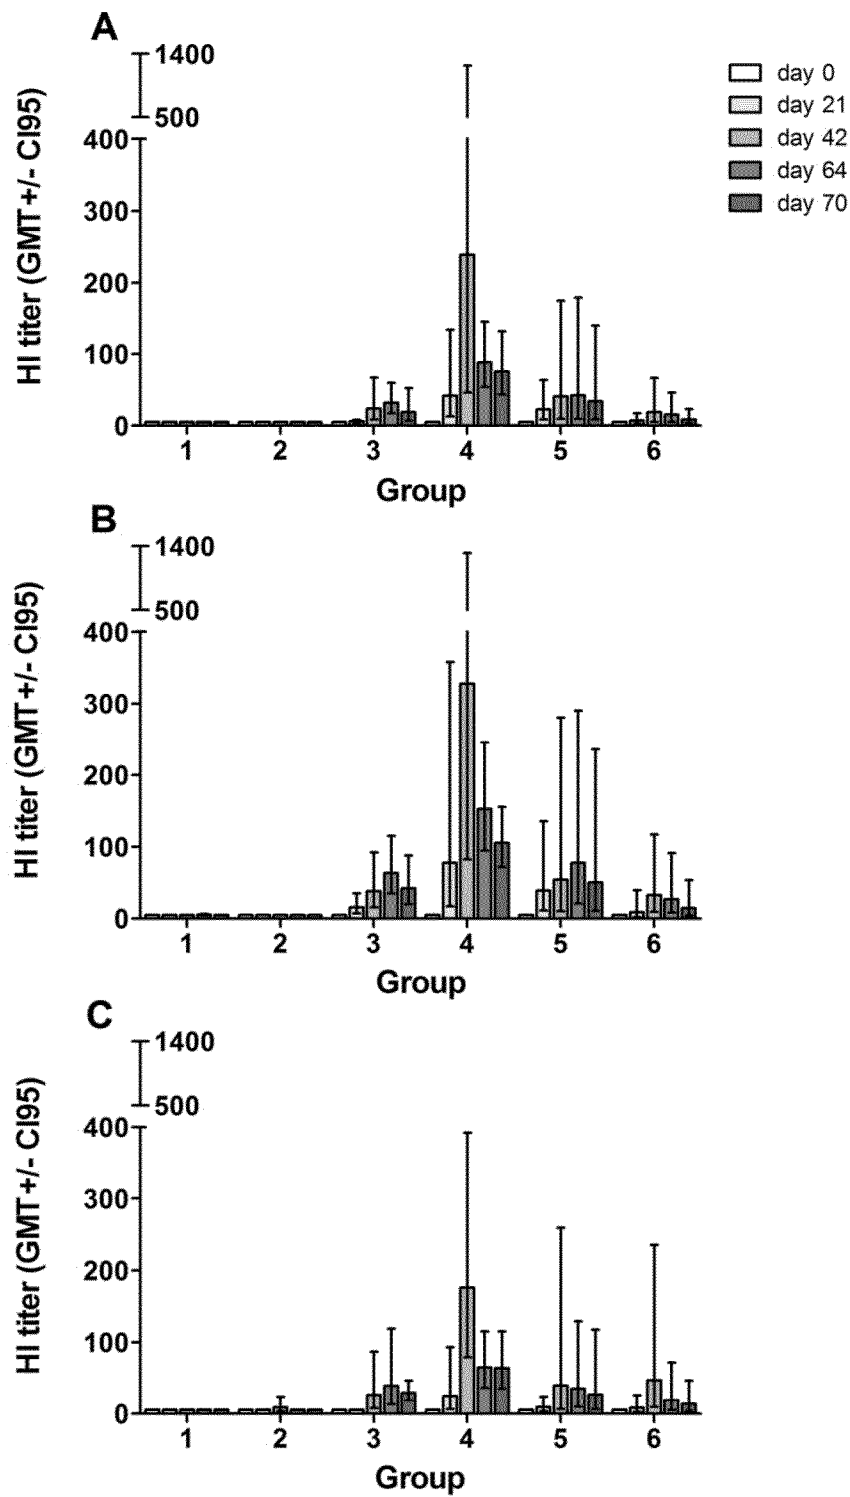 A
1400
500
400
300
200
100
0
HI titer (GMT +/- CI95)
1 2 3 4 5 6
Group
day 0
day 21
day 42
day 64
day 70
B
1400
500
400
300
200
100
0
HI titer (GMT +/- CI95)
1 2 3 4 5 6
Group
C
1400
500
400
300
200
100
0
HI titer (GMT +/- CI95)
1 2 3 4 5 6
Group